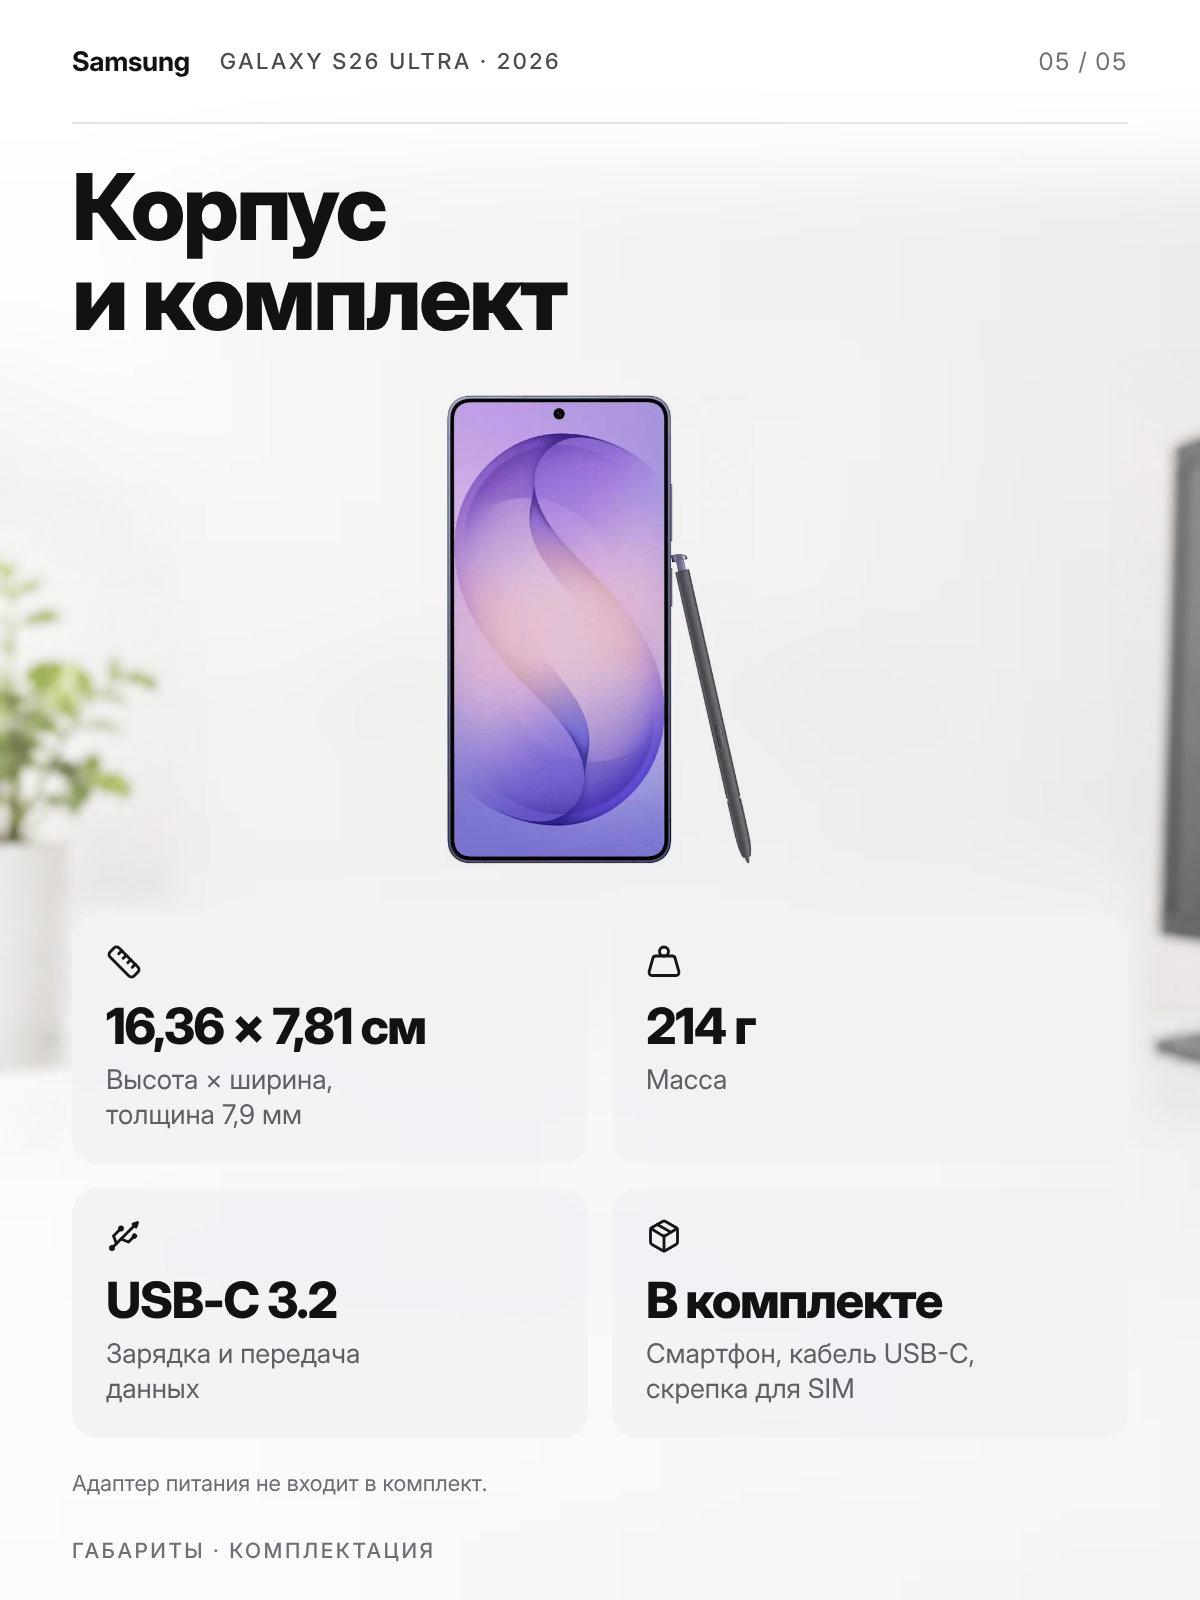 Samsung GALAXY S26 ULTRA · 2026 05 / 05
Корпус
и комплект
16,36 × 7,81 см
Высота × ширина,
толщина 7,9 мм
214 г
Масса
USB-C 3.2
Зарядка и передача
данных
В комплекте
Смартфон, кабель USB-C,
скрепка для SIM
Адаптер питания не входит в комплект.
ГАБАРИТЫ · КОМПЛЕКТАЦИЯ